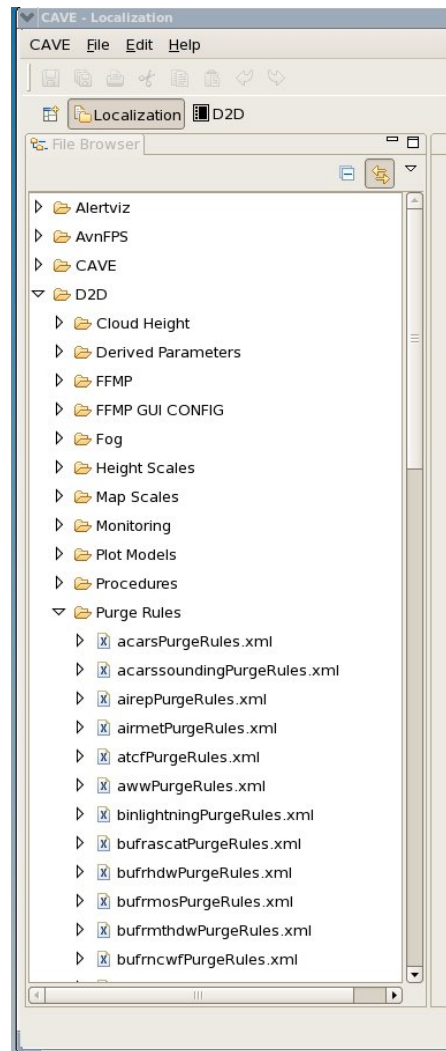 CAVE - Localization
CAVE File Edit Help
Localization D2D
File Browser
Alertviz
AvnFPS
CAVE
D2D
Cloud Height
Derived Parameters
FFMP
FFMP GUI CONFIG
Fog
Height Scales
Map Scales
Monitoring
Plot Models
Procedures
Purge Rules
acarsPurgeRules.xml
acarssoundingPurgeRules.xml
airepPurgeRules.xml
airmetPurgeRules.xml
atcfPurgeRules.xml
awwPurgeRules.xml
binlightningPurgeRules.xml
bufrascatPurgeRules.xml
bufrhdwPurgeRules.xml
bufrmosPurgeRules.xml
bufrmthdwPurgeRules.xml
bufrncwfPurgeRules.xml